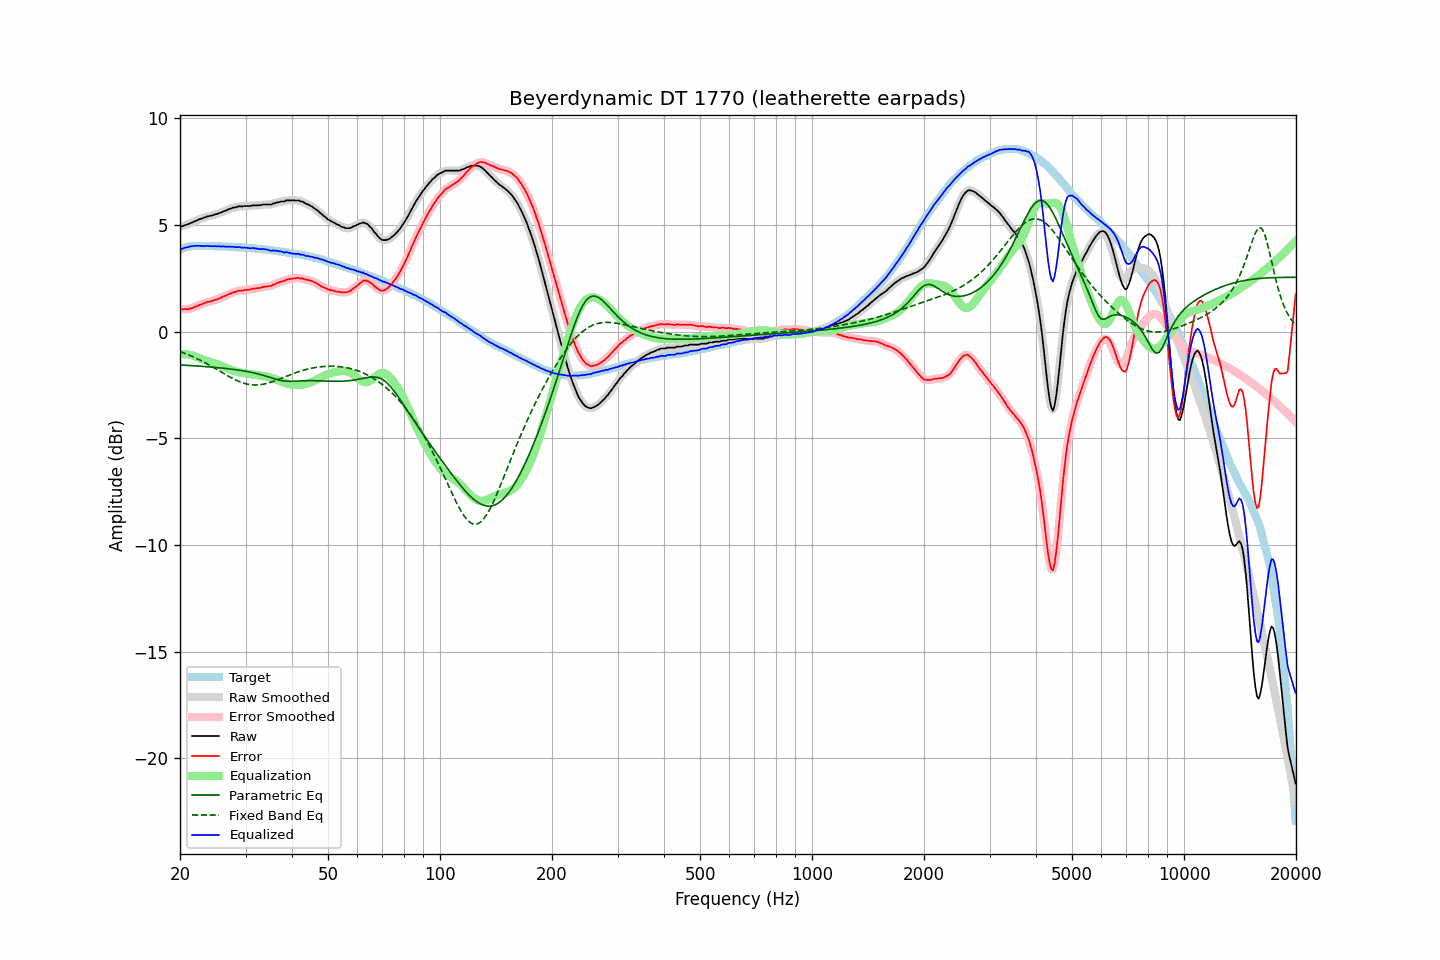 Beyerdynamic DT 1770 (leatherette earpads)
Amplitude (dBr)
10
5
0
−5
−10
−15
−20
Target
Raw Smoothed
Error Smoothed
Raw
Error
Equalization
Parametric Eq
Fixed Band Eq
Equalized
20 50 100 200 500 1000 2000 5000 10000 20000
Frequency (Hz)